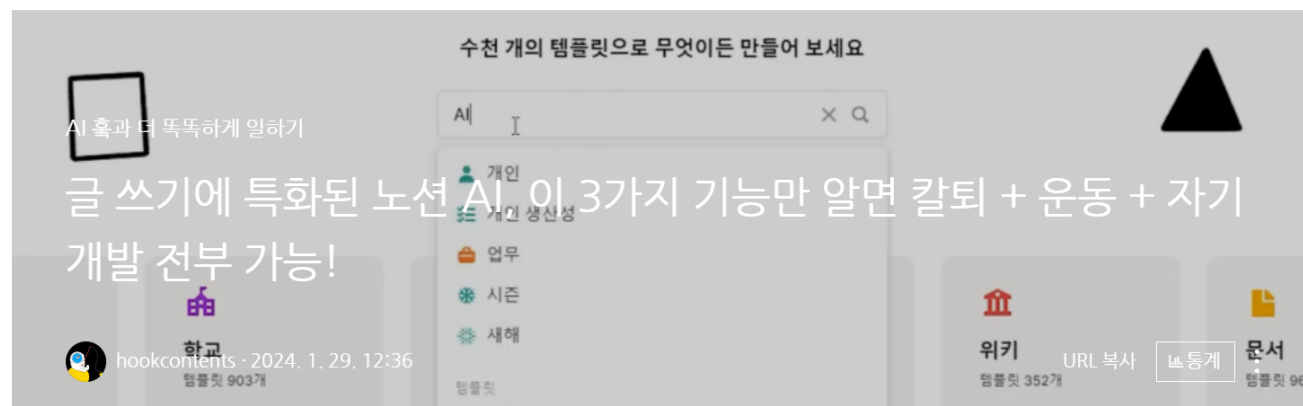 수천 개의 템플릿으로 무엇이든 만들어 보세요
AI
AI 훅과 더 똑똑하게 일하기
개인
글 쓰기에 특화된 노션 AI, 이 3가지 기능만 알면 칼퇴 + 운동 + 자기
개인 생산성
업무
개발 전부 가능!
시즌
새해
학교
위키
문서
hookcontents · 2024. 1. 29. 12:36
URL 복사
통계
템플릿 903개
템플릿 352개
템플릿 96
템플릿